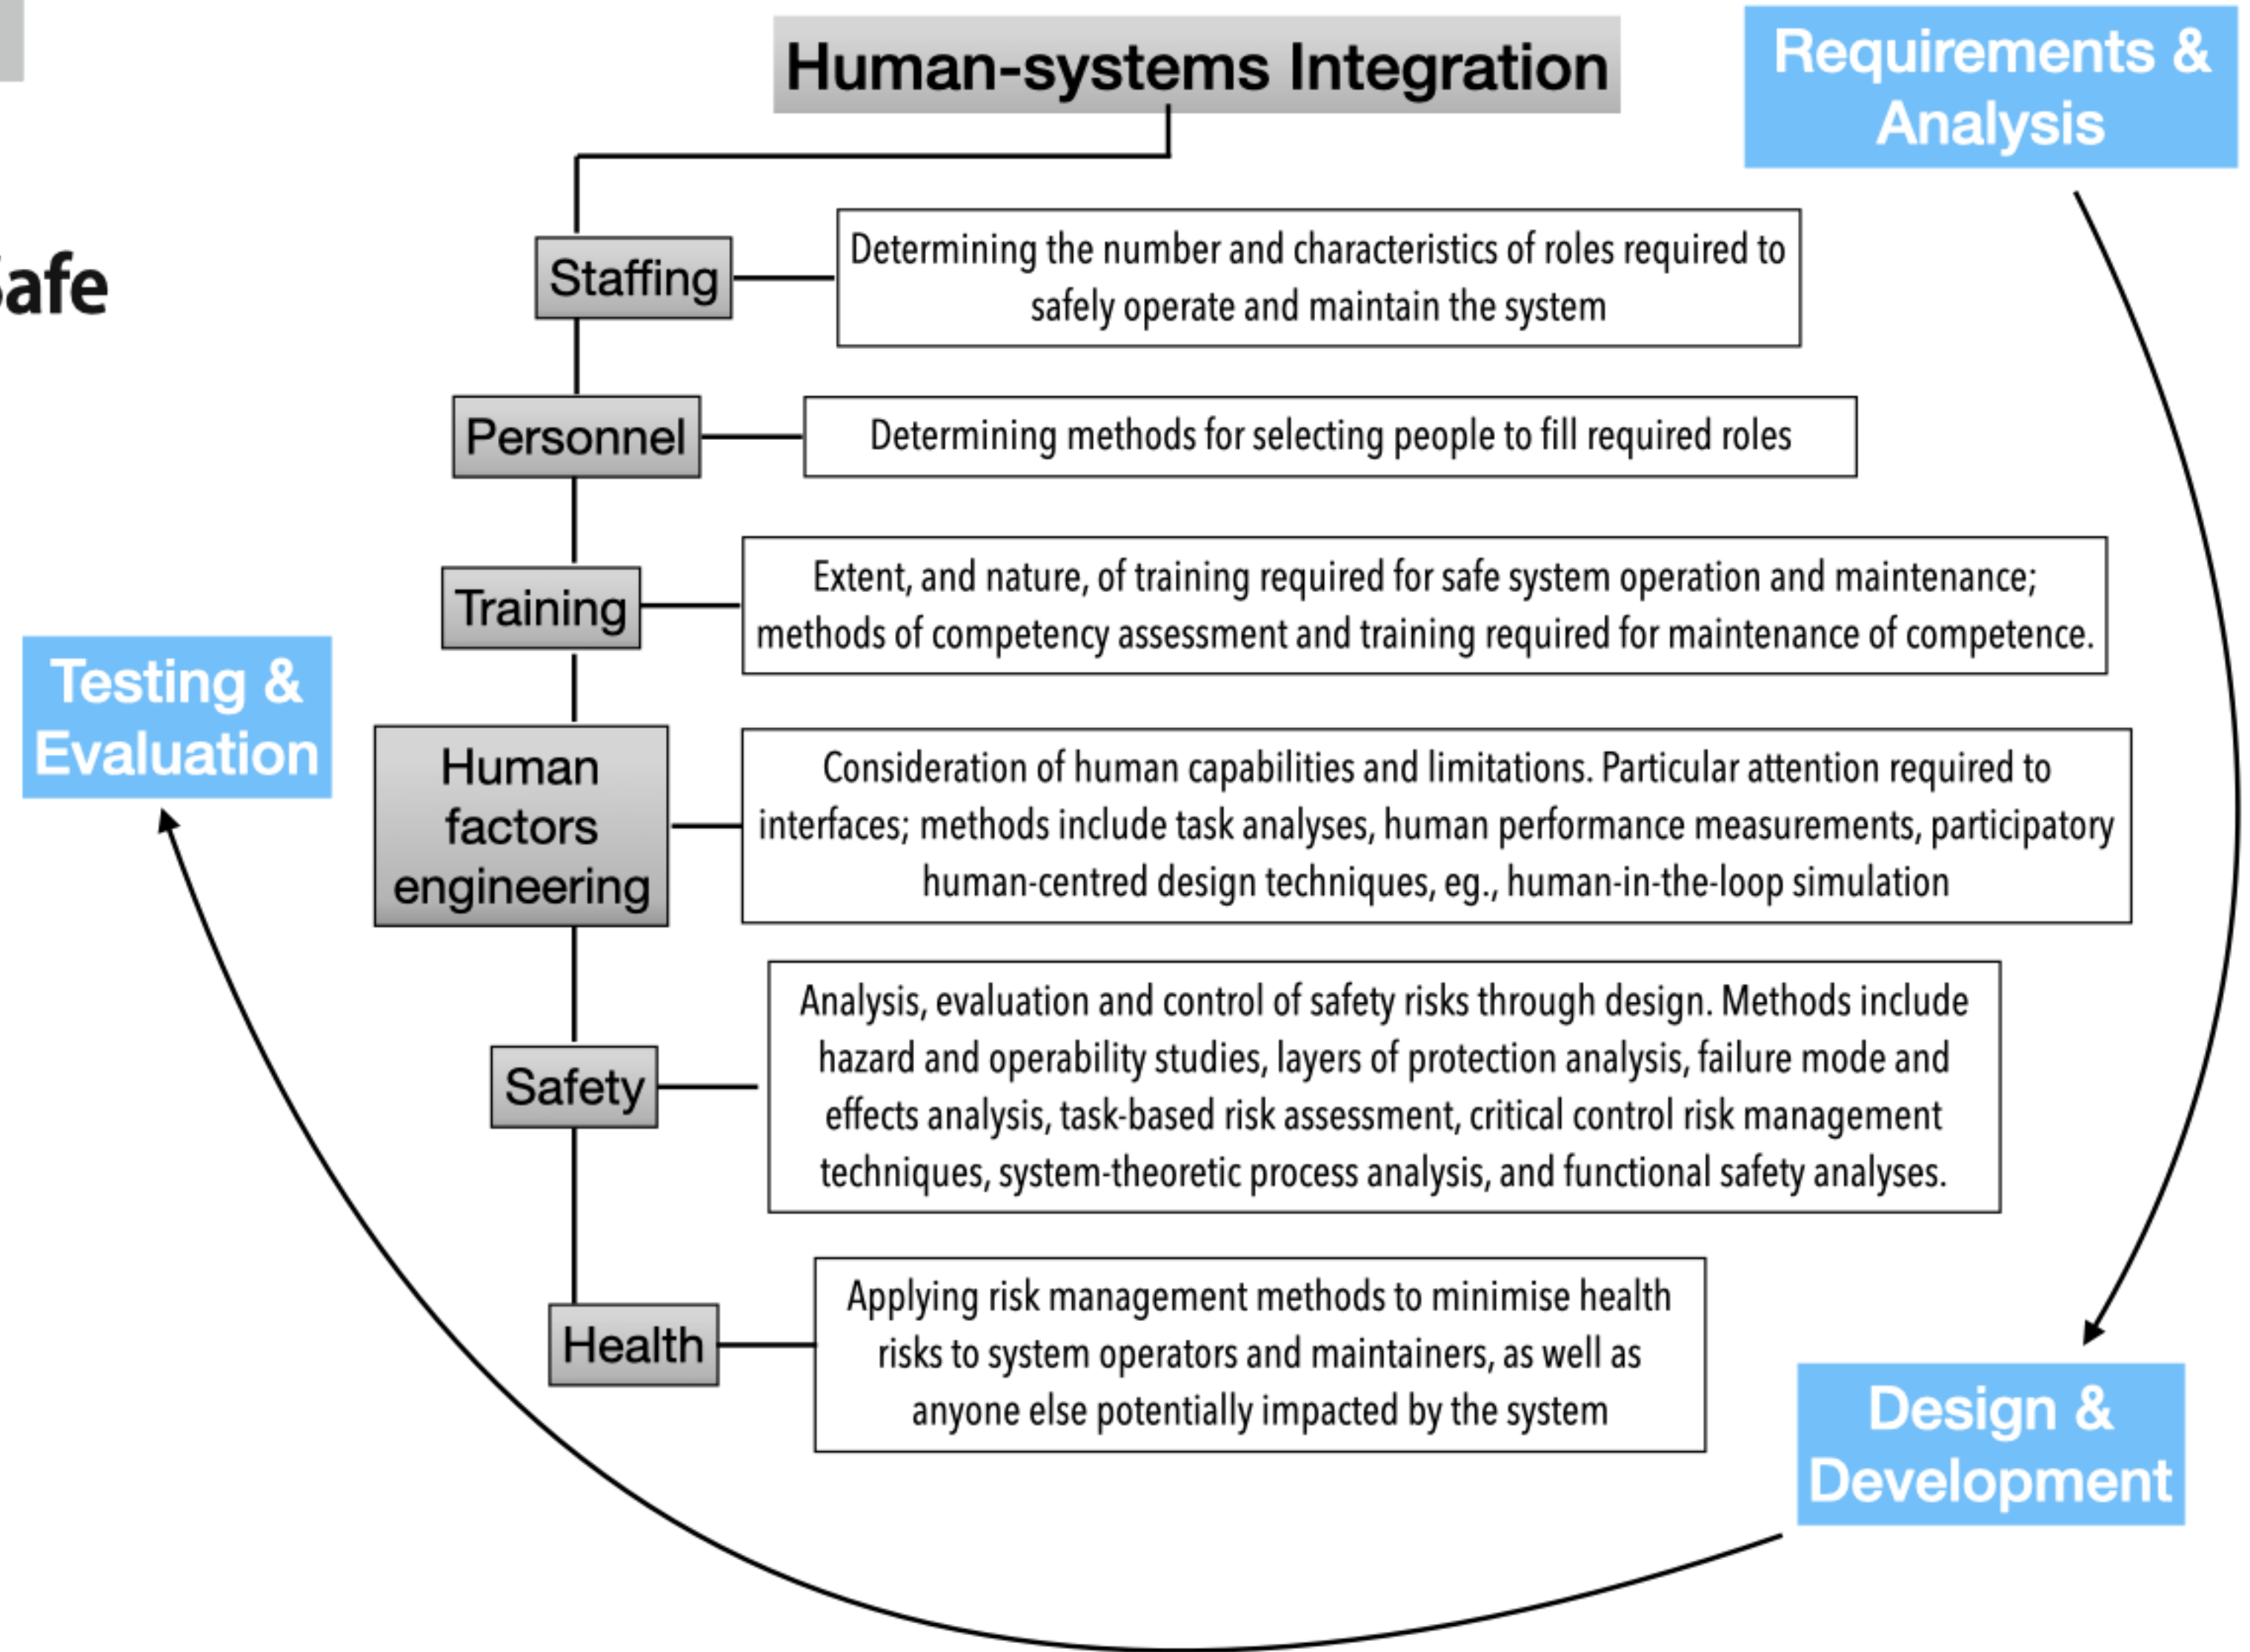 Human-systems Integration
Requirements &
Analysis
Staffing
Determining the number and characteristics of roles required to
safely operate and maintain the system
Personnel
Determining methods for selecting people to fill required roles
Training
Extent, and nature, of training required for safe system operation and maintenance;
methods of competency assessment and training required for maintenance of competence.
Testing &
Evaluation
Human
factors
engineering
Consideration of human capabilities and limitations. Particular attention required to
interfaces; methods include task analyses, human performance measurements, participatory
human-centred design techniques, eg., human-in-the-loop simulation
Safety
Analysis, evaluation and control of safety risks through design. Methods include
hazard and operability studies, layers of protection analysis, failure mode and
effects analysis, task-based risk assessment, critical control risk management
techniques, system-theoretic process analysis, and functional safety analyses.
Health
Applying risk management methods to minimise health
risks to system operators and maintainers, as well as
anyone else potentially impacted by the system
Design &
Development